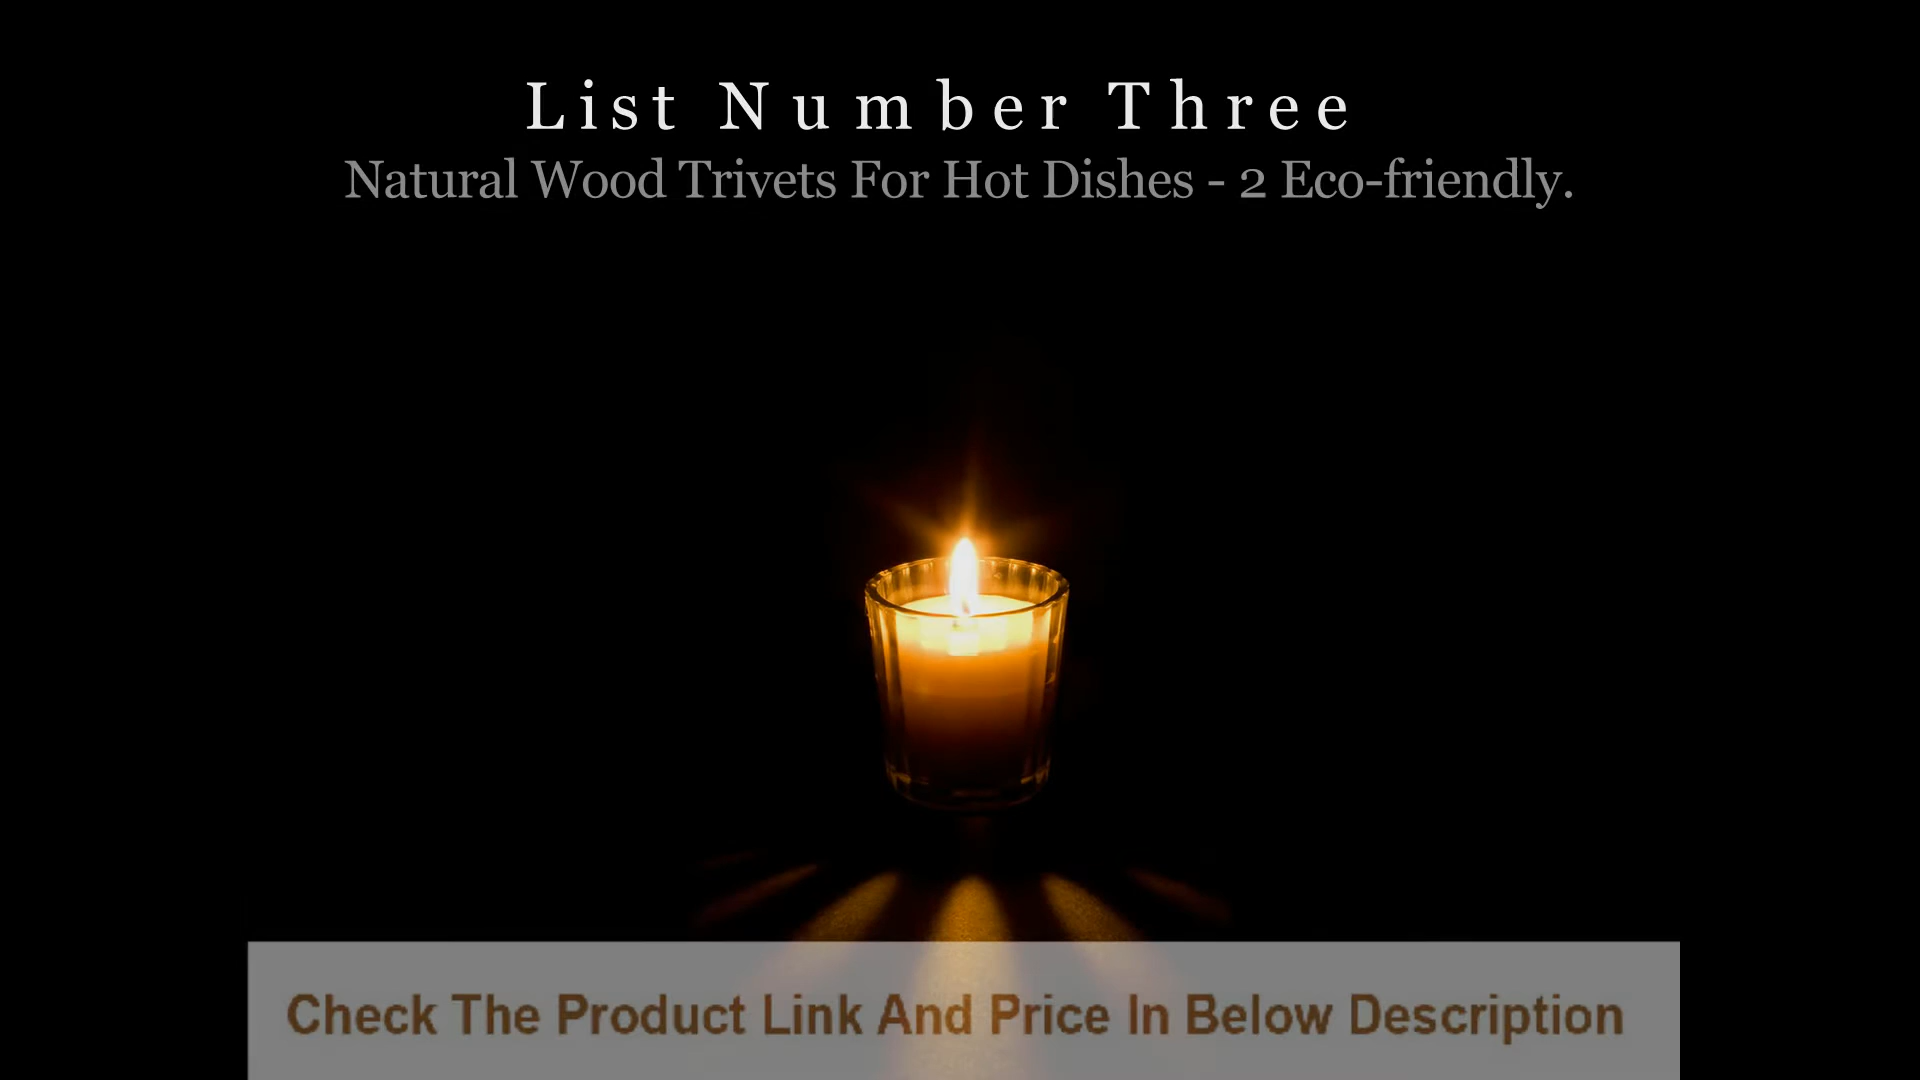 List Number Three
Natural Wood Trivets For Hot Dishes - 2 Eco-friendly.
Check The Product Link And Price In Below Description